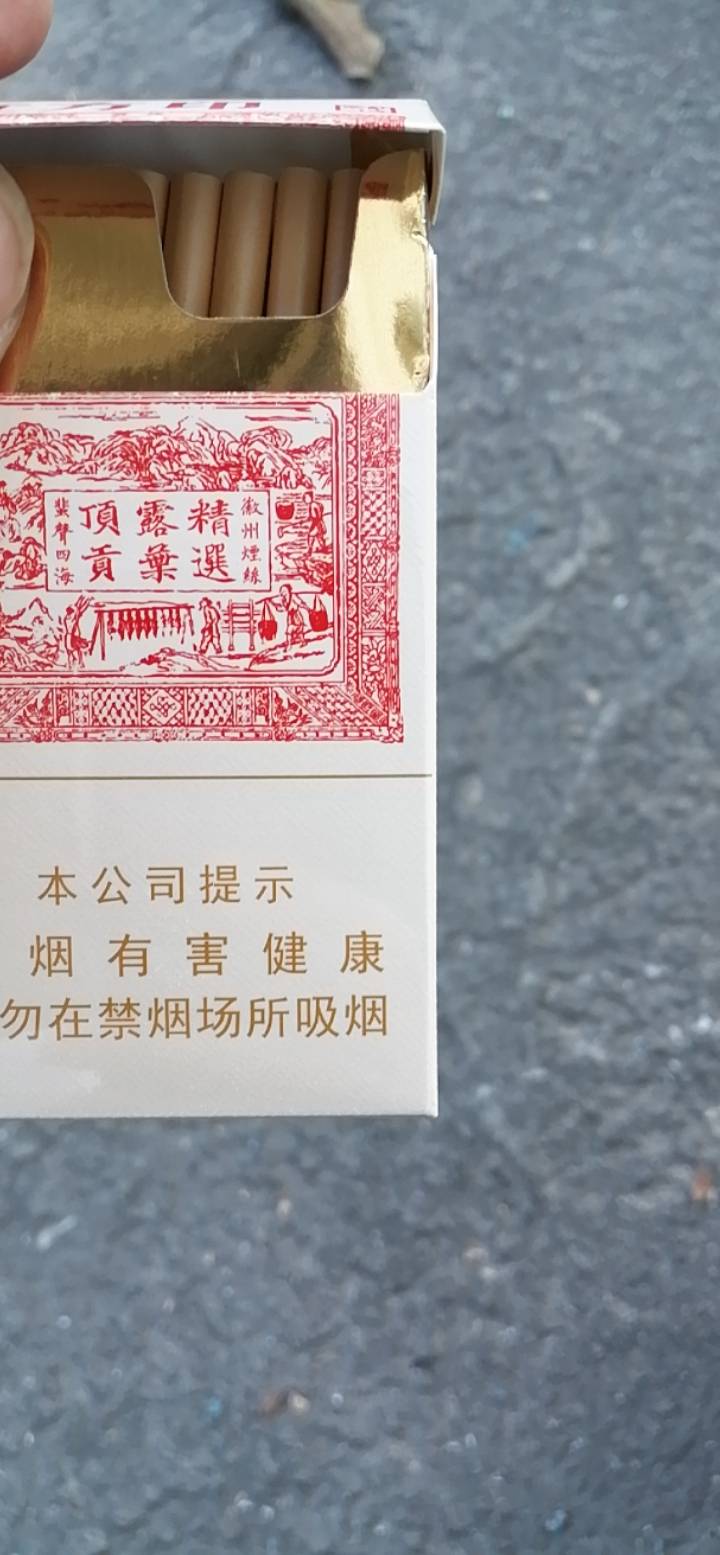 徽州煙絲
精選
露葉
頂貢
蜚聲四海
本公司提示
烟有害健康
勿在禁烟场所吸烟